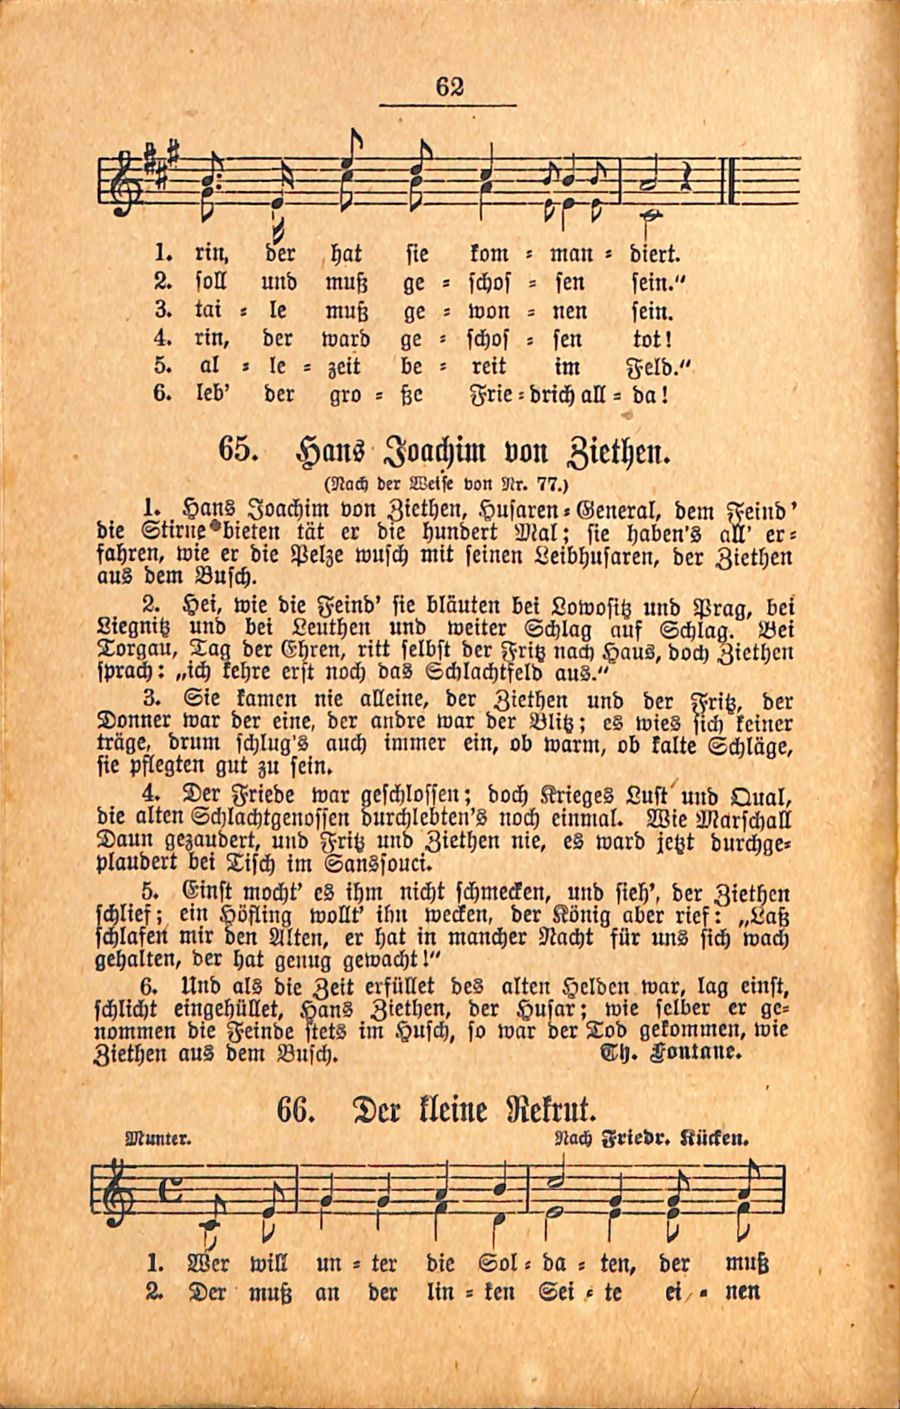 62
1. rin, der hat sie kom - man - diert.
2. soll und muß ge - schos - sen sein.“
3. tai - le muß ge - won - nen sein.
4. rin, der ward ge - schos - sen tot!
5. al - le - zeit be - reit im Feld.“
6. leb' der gro - ße Frie - drich all - da!
65. Hans Joachim von Ziethen.
(Nach der Weise von Nr. 77.)
1. Hans Joachim von Ziethen, Husaren-General, dem Feind'
die Stirne bieten tät er die hundert Mal; sie haben's all' er-
fahren, wie er die Pelze wusch mit seinen Leibhusaren, der Ziethen
aus dem Busch.
2. Hei, wie die Feind' sie bläuten bei Lowositz und Prag, bei
Liegnitz und bei Leuthen und weiter Schlag auf Schlag. Bei
Torgau, Tag der Ehren, ritt selbst der Fritz nach Haus, doch Ziethen
sprach: „ich kehre erst noch das Schlachtfeld aus.“
3. Sie kamen nie alleine, der Ziethen und der Fritz, der
Donner war der eine, der andre war der Blitz; es wies sich keiner
träge, drum schlug's auch immer ein, ob warm, ob kalte Schläge,
sie pflegten gut zu sein.
4. Der Friede war geschlossen; doch Krieges Lust und Qual,
die alten Schlachtgenossen durchlebten's noch einmal. Wie Marschall
Daun gezaudert, und Fritz und Ziethen nie, es ward jetzt durchge-
plaudert bei Tisch im Sanssouci.
5. Einst mocht' es ihm nicht schmecken, und sieh', der Ziethen
schlief; ein Höfling wollt' ihn wecken, der König aber rief: „Laß
schlafen mir den Alten, er hat in mancher Nacht für uns sich wach
gehalten, der hat genug gewacht!“
6. Und als die Zeit erfüllet des alten Helden war, lag einst,
schlicht eingehüllet, Hans Ziethen, der Husar; wie selber er ge-
nommen die Feinde stets im Husch, so war der Tod gekommen, wie
Ziethen aus dem Busch. Th. Fontane.
66. Der kleine Rekrut.
Munter. Nach Friedr. Kücken.
1. Wer will un - ter die Sol - da - ten, der muß
2. Der muß an der lin - ken Sei - te ei - nen